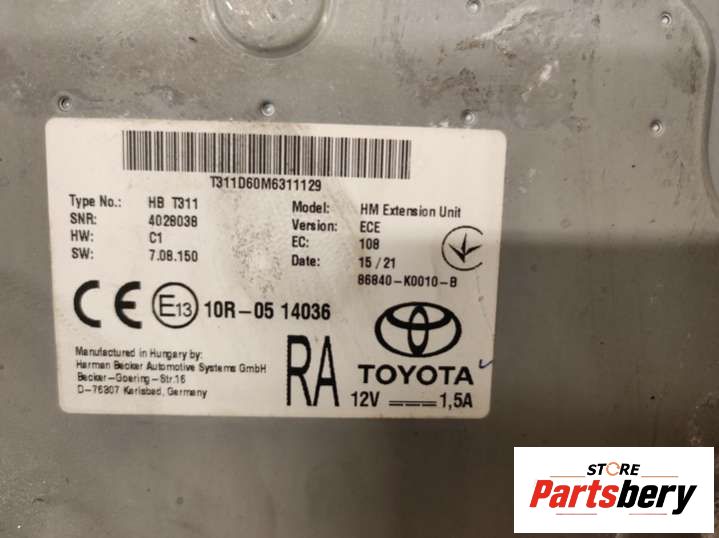 T311D60M6311129
Type No.: HB T311
SNR: 4028038
HW: C1
SW: 7.08.150
Model: HM Extension Unit
Version: ECE
EC: 108
Date: 15/21
86840-K0010-B
CE E13 10R-05 14036
Manufactured in Hungary by:
Harman Becker Automotive Systems GmbH
Becker-Goering-Str.16
D-76307 Karlsbad, Germany
RA
TOYOTA
12V 1,5A
STORE
Partsbery